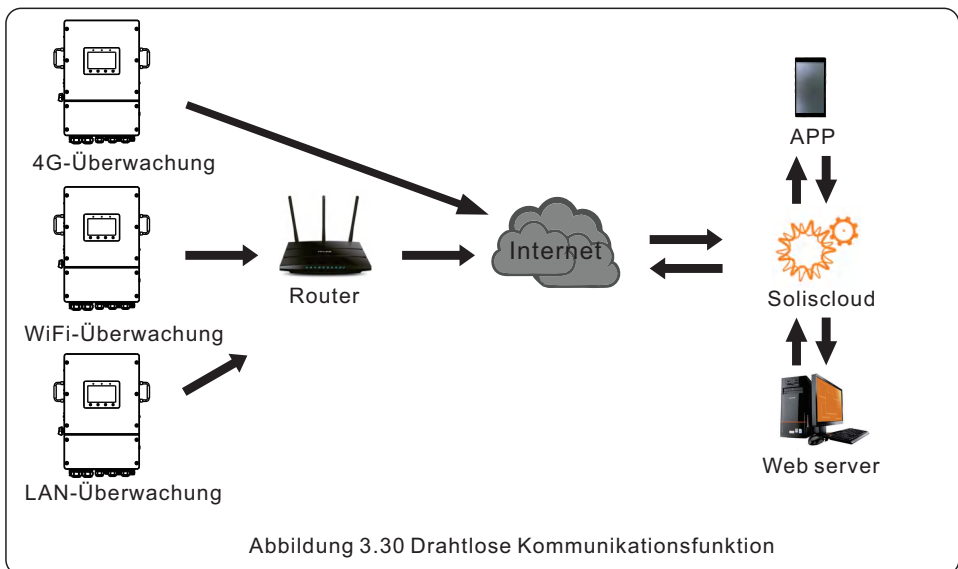 4G-Überwachung
APP
Internet
Router
WiFi-Überwachung
Soliscloud
LAN-Überwachung
Web server
Abbildung 3.30 Drahtlose Kommunikationsfunktion